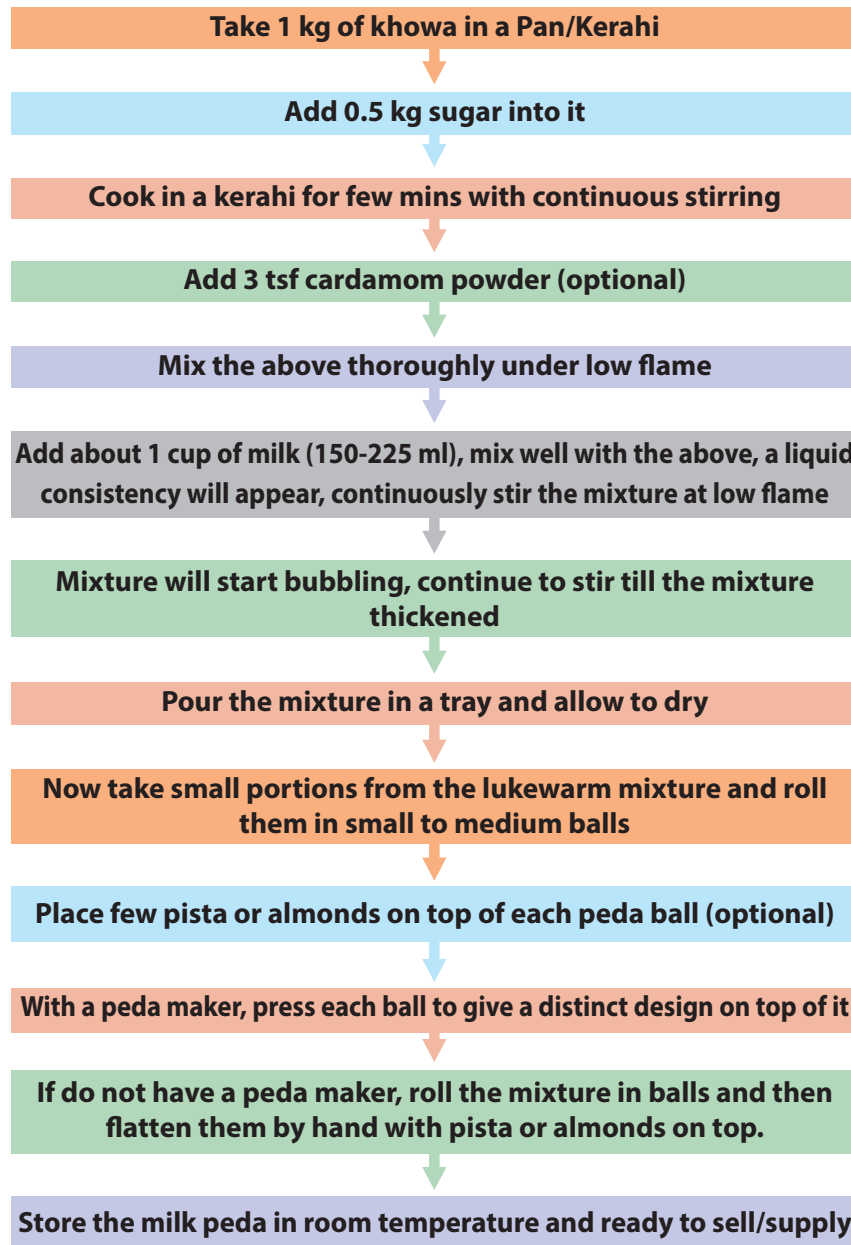 Take 1 kg of khowa in a Pan/Kerahi
Add 0.5 kg sugar into it
Cook in a kerahi for few mins with continuous stirring
Add 3 tsf cardamom powder (optional)
Mix the above thoroughly under low flame
Add about 1 cup of milk (150-225 ml), mix well with the above, a liquid
consistency will appear, continuously stir the mixture at low flame
Mixture will start bubbling, continue to stir till the mixture
thickened
Pour the mixture in a tray and allow to dry
Now take small portions from the lukewarm mixture and roll
them in small to medium balls
Place few pista or almonds on top of each peda ball (optional)
With a peda maker, press each ball to give a distinct design on top of it
If do not have a peda maker, roll the mixture in balls and then
flatten them by hand with pista or almonds on top.
Store the milk peda in room temperature and ready to sell/supply